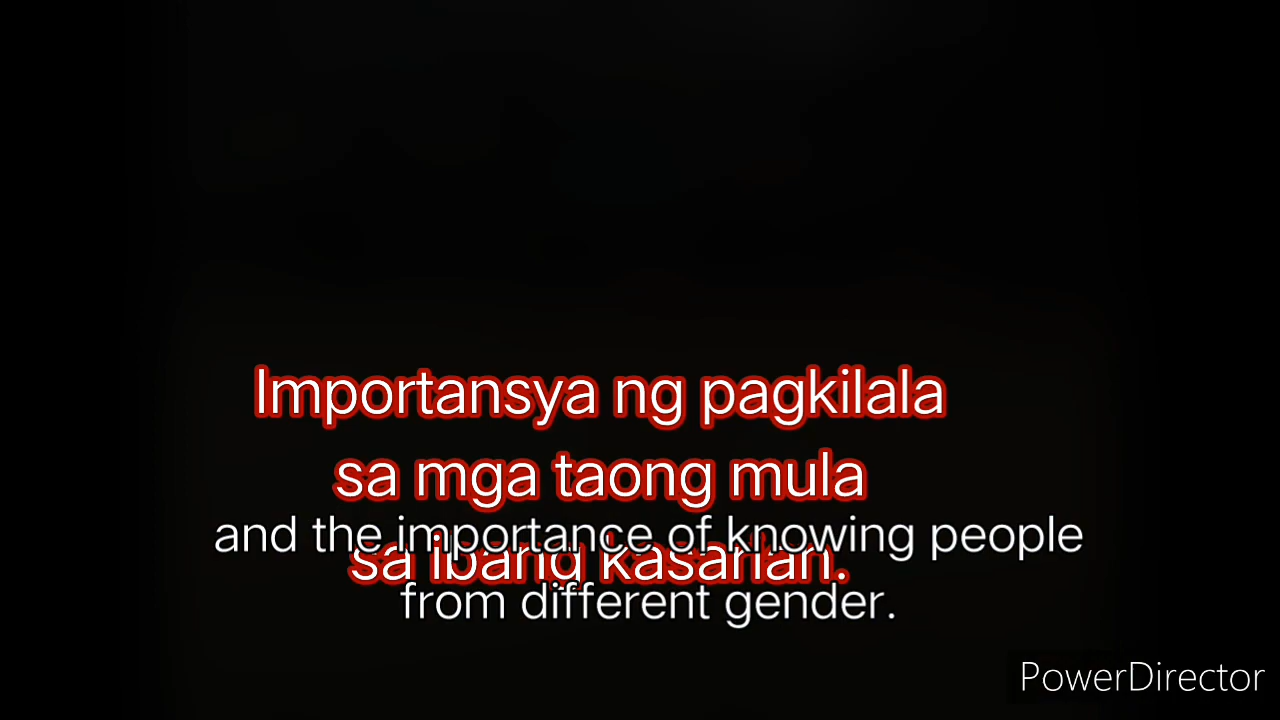 Importansya ng pagkilala
sa mga taong mula
and the importance of knowing people
sa ibang kasarian.
from different gender.
PowerDirector